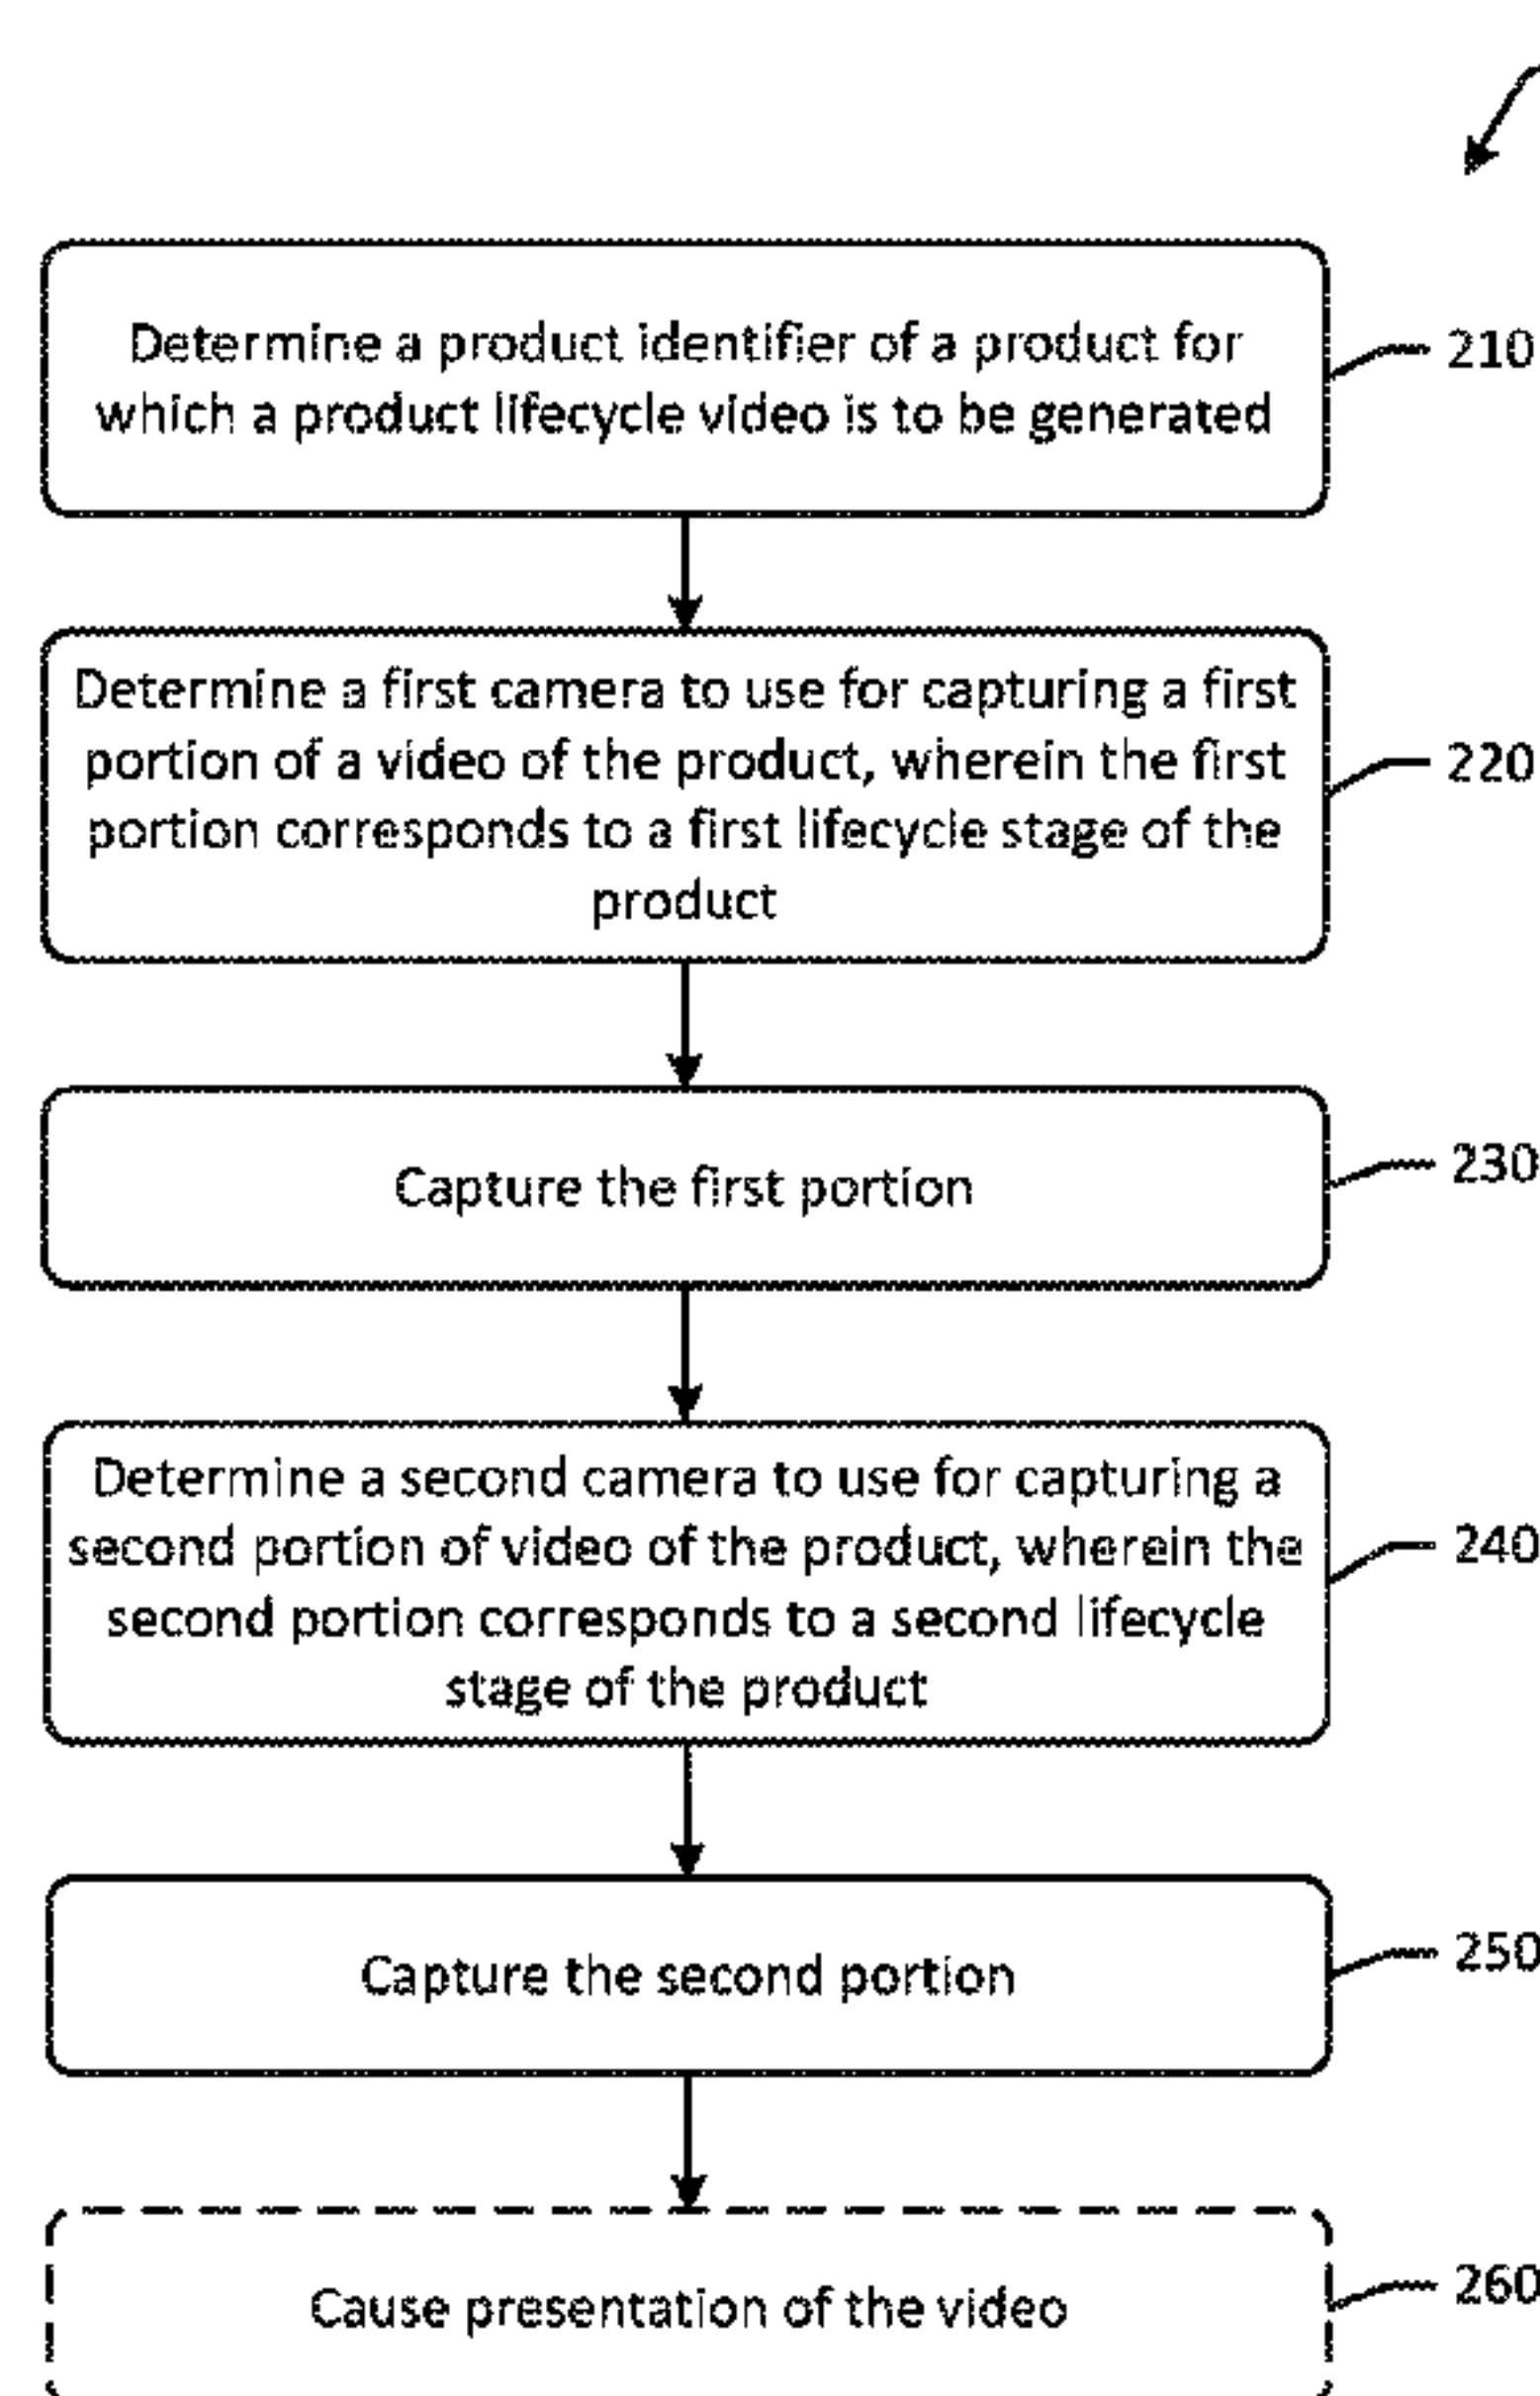 Determine a product identifier of a product for
which a product lifecycle video is to be generated
210
Determine a first camera to use for capturing a first
portion of a video of the product, wherein the first
portion corresponds to a first lifecycle stage of the
product
220
Capture the first portion
230
Determine a second camera to use for capturing a
second portion of video of the product, wherein the
second portion corresponds to a second lifecycle
stage of the product
240
Capture the second portion
250
Cause presentation of the video
260